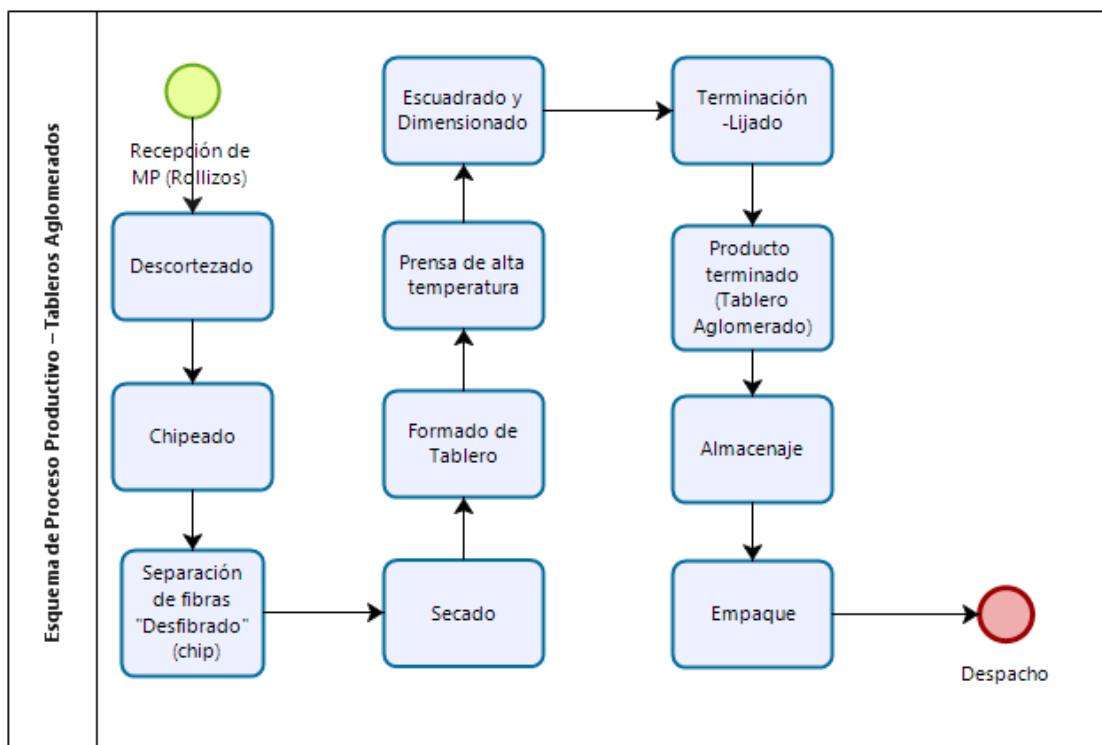 Esquema de Proceso Productivo – Tableros Aglomerados
Recepción de
MP (Rollizos)
Descortezado
Chipeado
Separación
de fibras
"Desfibrado"
(chip)
Secado
Formado de
Tablero
Prensa de alta
temperatura
Escuadrado y
Dimensionado
Terminación
-Lijado
Producto
terminado
(Tablero
Aglomerado)
Almacenaje
Empaque
Despacho